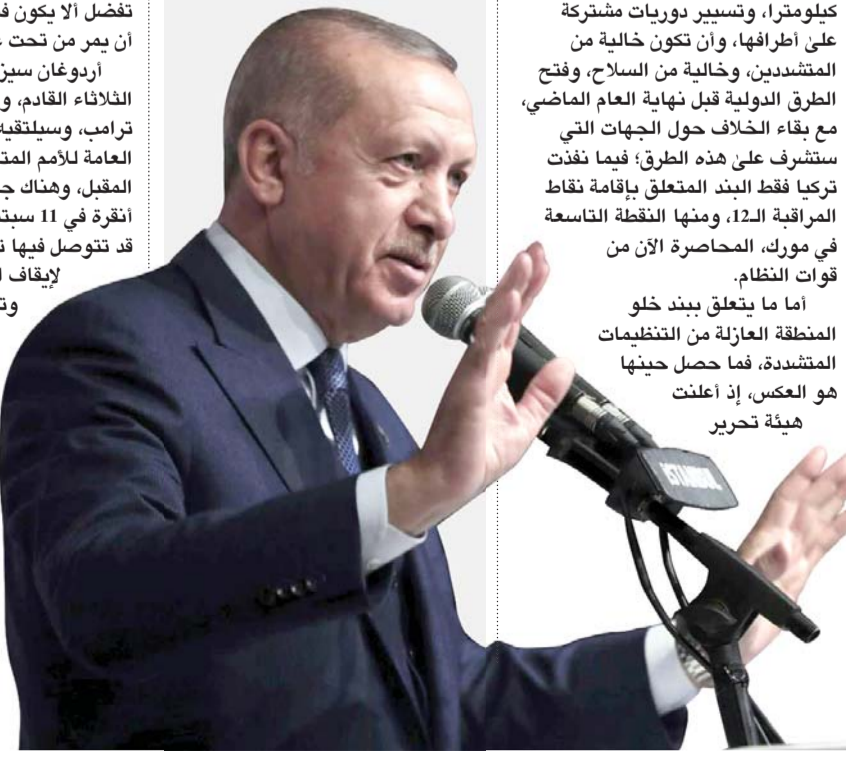 كيلومترا، وتسيير دوريات مشتركة
على أطرافها، وأن تكون خالية من
المتشددين، وخالية من السلاح، وفتح
الطرق الدولية قبل نهاية العام الماضي،
مع بقاء الخلاف حول الجهات التي
ستشرف على هذه الطرق؛ فيما نفذت
تركيا فقط البند المتعلق بإقامة نقاط
المراقبة الـ12، ومنها النقطة التاسعة
في مورك، المحاصرة الآن من
قوات النظام.
أما ما يتعلق ببند خلو
المنطقة العازلة من التنظيمات
المتشددة، فما حصل حينها
هو العكس، إذ أعلنت
هيئة تحرير
تفضل ألا يكون ف
أن يمر من تحت
أردوغان سيز
الثلاثاء القادم، و
ترامب، وسيلتقيه
العامة للأمم المت
المقبل، وهناك ج
أنقرة في 11 سبت
قد تتوصل فيها
لإيقاف ا
وت
İSTANBUL